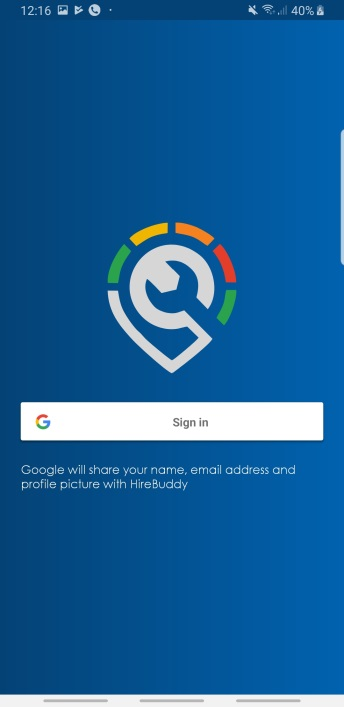 12:16
40%
Sign in
Google will share your name, email address and
profile picture with HireBuddy